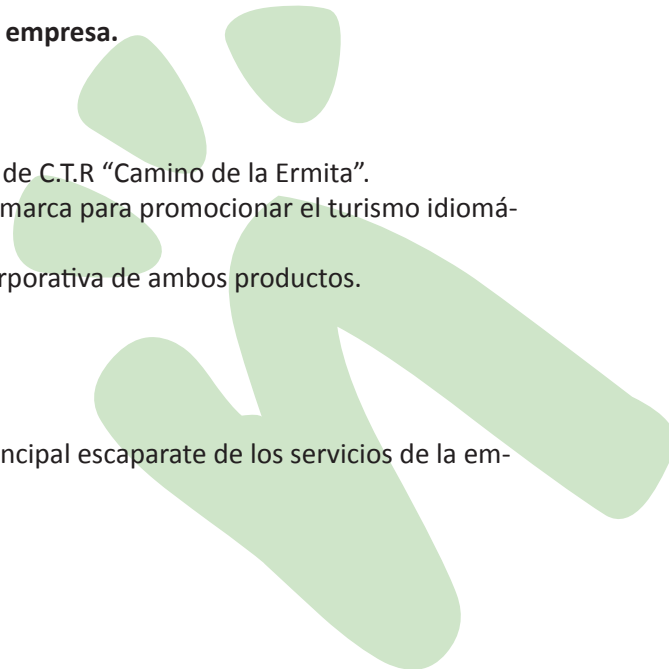 empresa.
de C.T.R “Camino de la Ermita”.
marca para promocionar el turismo idiomá-
rporativa de ambos productos.
ncipal escaparate de los servicios de la em-